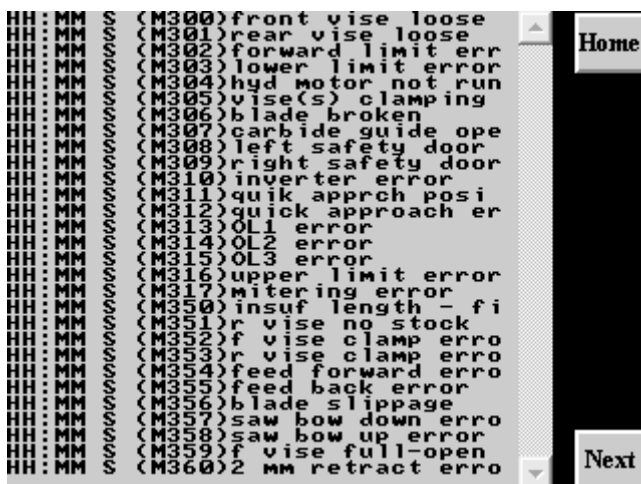 HH:MM S (M300)front vise loose
HH:MM S (M301)rear vise loose
HH:MM S (M302)forward limit err
HH:MM S (M303)lower limit error
HH:MM S (M304)hyd motor not run
HH:MM S (M305)vise(s) clamping
HH:MM S (M306)blade broken
HH:MM S (M307)carbide guide ope
HH:MM S (M308)left safety door
HH:MM S (M309)right safety door
HH:MM S (M310)inverter error
HH:MM S (M311)quik apprch posi
HH:MM S (M312)quick approach er
HH:MM S (M313)OL1 error
HH:MM S (M314)OL2 error
HH:MM S (M315)OL3 error
HH:MM S (M316)upper limit error
HH:MM S (M317)mitering error
HH:MM S (M350)insuf length - fi
HH:MM S (M351)r vise no stock
HH:MM S (M352)f vise clamp erro
HH:MM S (M353)r vise clamp erro
HH:MM S (M354)feed forward erro
HH:MM S (M355)feed back error
HH:MM S (M356)blade slippage
HH:MM S (M357)saw bow down erro
HH:MM S (M358)saw bow up error
HH:MM S (M359)f vise full-open
HH:MM S (M360)2 mm retract erro
Home
Next